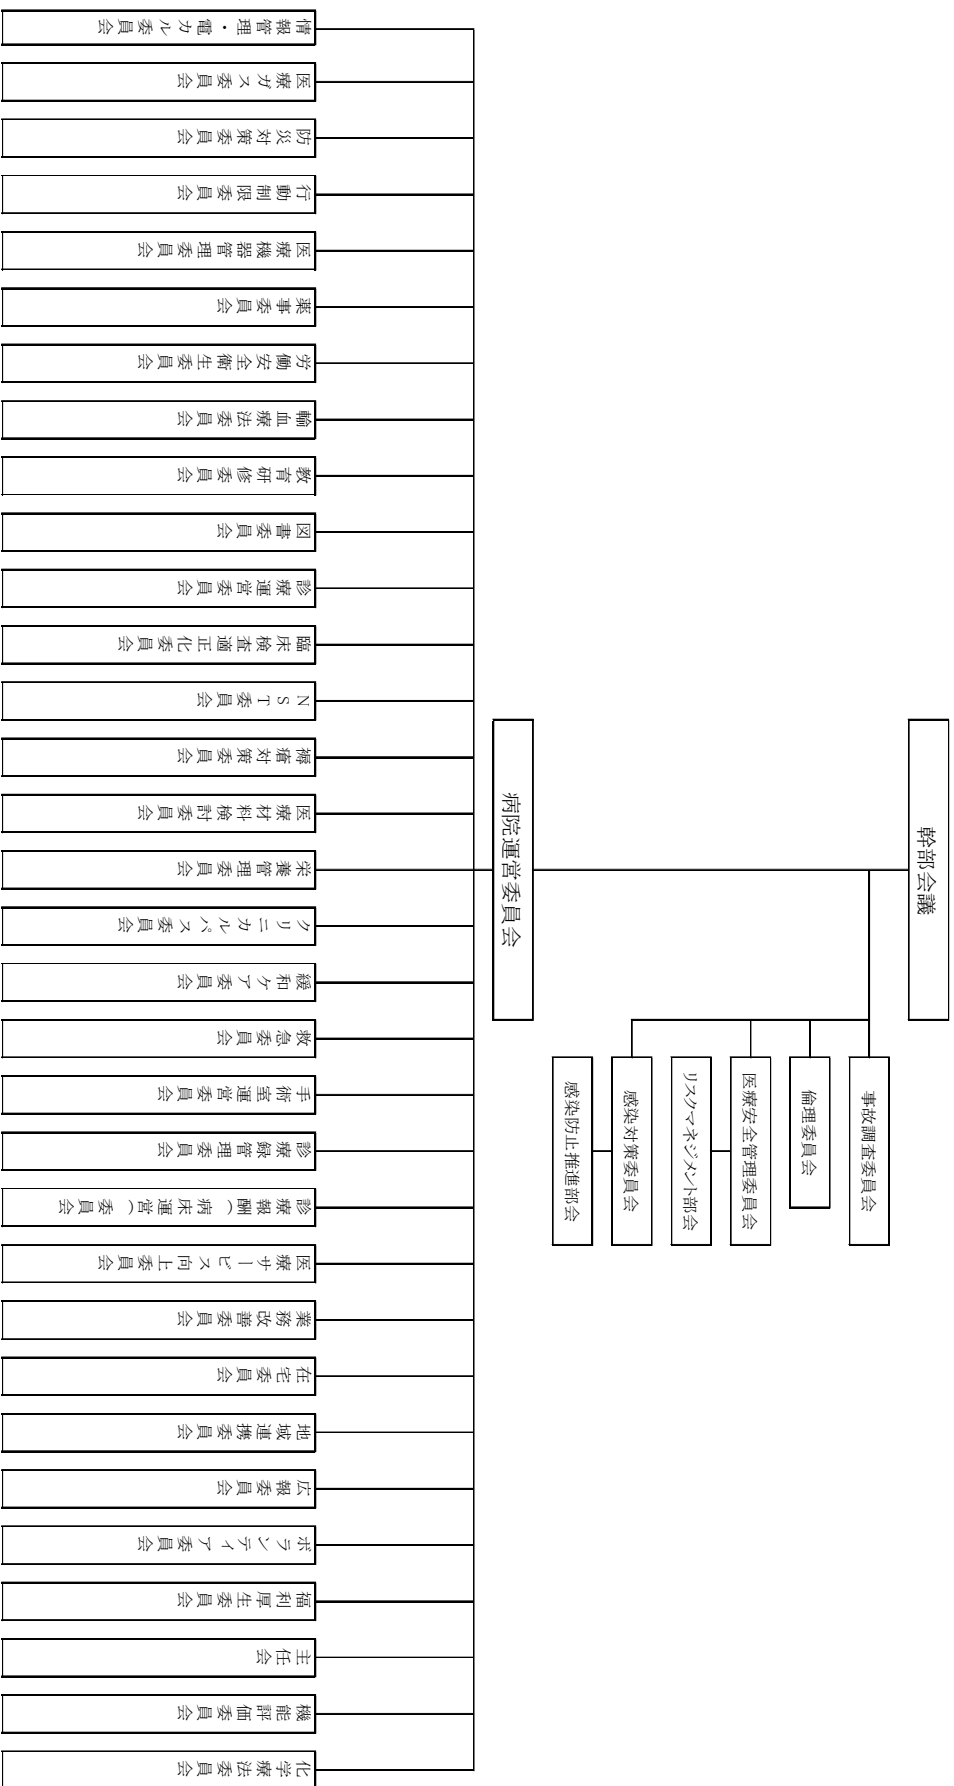 幹部会議
事故調査委員会
倫理委員会
医療安全管理委員会
リスクマネジメント部会
感染対策委員会
感染防止推進部会
病院運営委員会
情報管理・電カル委員会
医療ガス委員会
防災対策委員会
行動制限委員会
医療機器管理委員会
薬事委員会
労働安全衛生委員会
輸血療法委員会
教育研修委員会
図書委員会
診療運営委員会
臨床検査適正化委員会
NST委員会
褥瘡対策委員会
医療材料検討委員会
栄養管理委員会
クリニカルパス委員会
緩和ケア委員会
救急委員会
手術室運営委員会
診療録管理委員会
診療報酬(病床運営)委員会
医療サービス向上委員会
業務改善委員会
在宅委員会
地域連携委員会
広報委員会
ボランティア委員会
福利厚生委員会
主任会
機能評価委員会
化学療法委員会